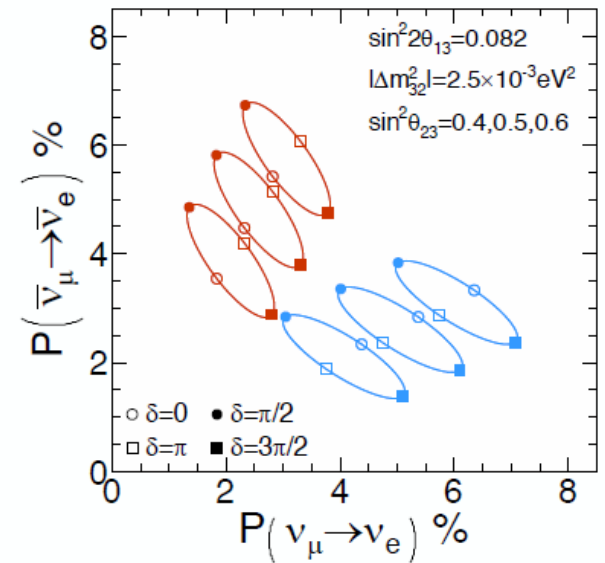 8
6
4
2
0
0
2
4
6
8
P(ν̅μ→ν̅e) %
P(νμ→νe) %
sin²2θ₁₃=0.082
|Δm²₃₂|=2.5×10⁻³eV²
sin²θ₂₃=0.4,0.5,0.6
○ δ=0 ● δ=π/2
□ δ=π ■ δ=3π/2